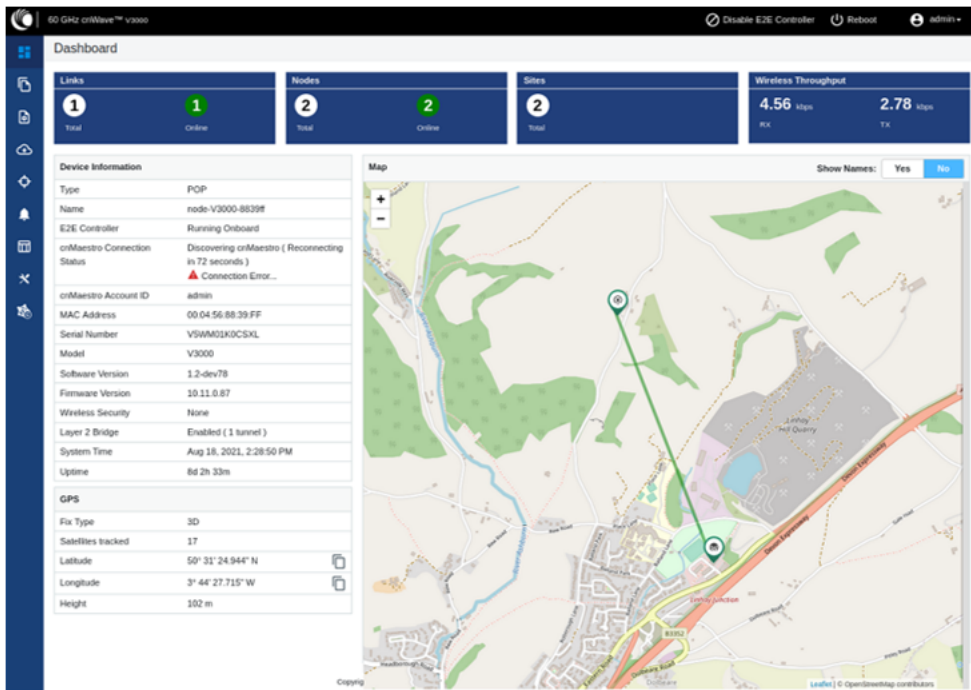 60 GHz cnWave™ V3000
Disable E2E Controller
Reboot
admin
Dashboard
Links
1
Total
1
Online
Nodes
2
Total
2
Online
Sites
2
Total
Wireless Throughput
4.56 kbps
RX
2.78 kbps
TX
Device Information
Type POP
Name node-V3000-8839ff
E2E Controller Running Onboard
cnMaestro Connection Status Discovering cnMaestro ( Reconnecting
in 72 seconds )
Connection Error...
cnMaestro Account ID admin
MAC Address 00:04:56:88:39:FF
Serial Number V5WM01K0CSXL
Model V3000
Software Version 1.2-dev78
Firmware Version 10.11.0.87
Wireless Security None
Layer 2 Bridge Enabled ( 1 tunnel )
System Time Aug 18, 2021, 2:28:50 PM
Uptime 8d 2h 33m
GPS
Fix Type 3D
Satellites tracked 17
Latitude 50° 31' 24.944" N
Longitude 3° 44' 27.715" W
Height 102 m
Map
Show Names: Yes No
+
−
Linhay
Hill Quarry
Devon Expressway
Devon Expressway
River Ashburn
Linhay Junction
B3352
Leaflet | © OpenStreetMap contributors
Copyrig